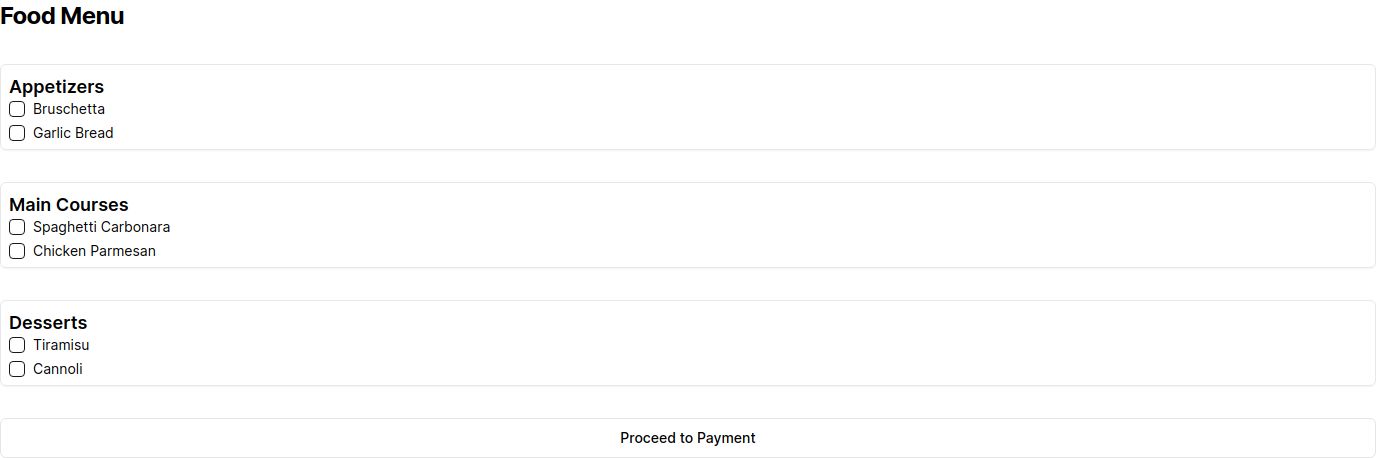 Food Menu
Appetizers
Bruschetta
Garlic Bread
Main Courses
Spaghetti Carbonara
Chicken Parmesan
Desserts
Tiramisu
Cannoli
Proceed to Payment